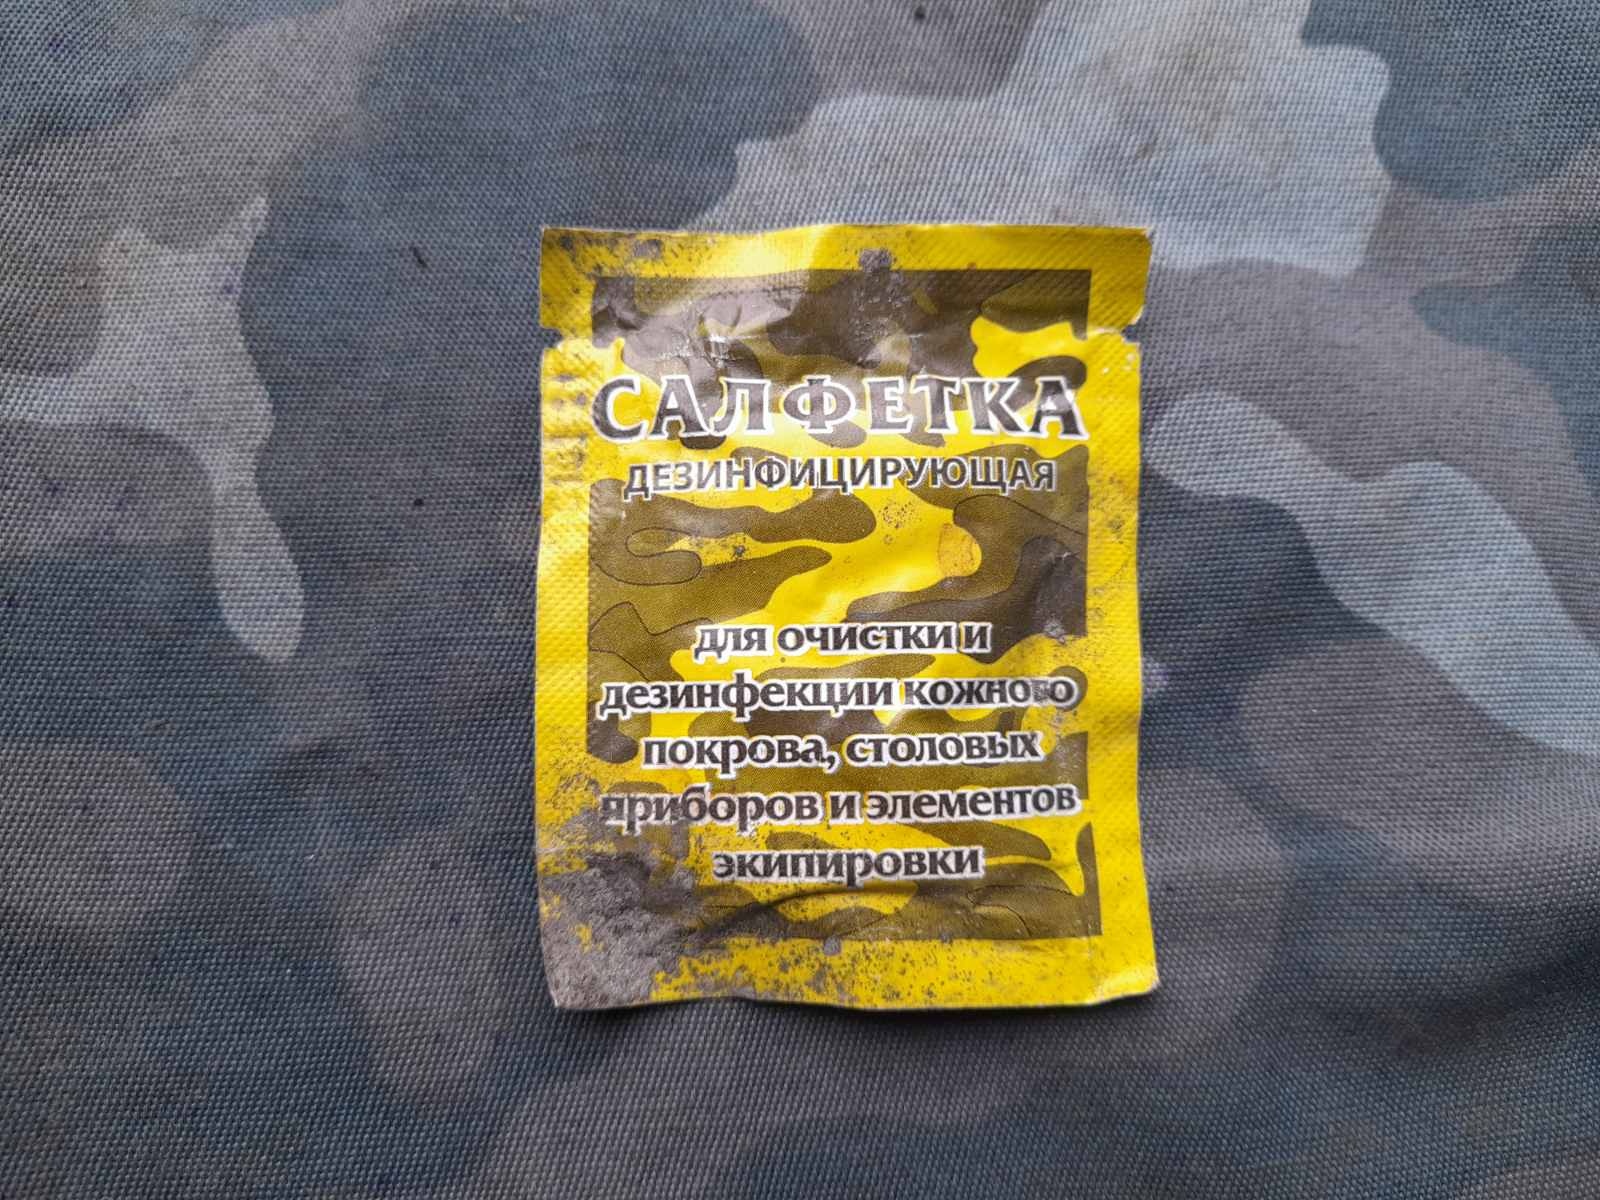 САЛФЕТКА
ДЕЗИНФИЦИРУЮЩАЯ
для очистки и
дезинфекции кожного
покрова, столовых
приборов и элементов
экипировки